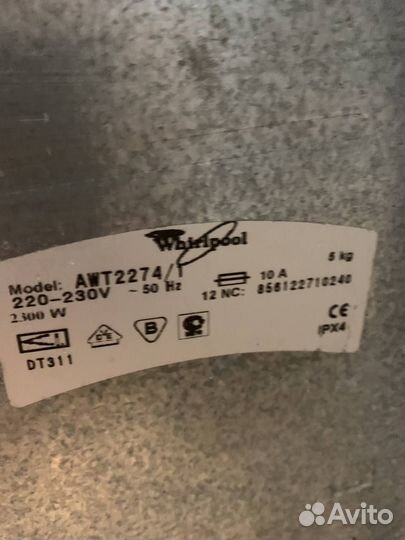 Whirlpool
Model: AWT2274/1 5 kg
220-230V ~ 50 Hz 10 A
2300 W 12 NC: 856122710240
B CE
DT311 IPX4
Avito